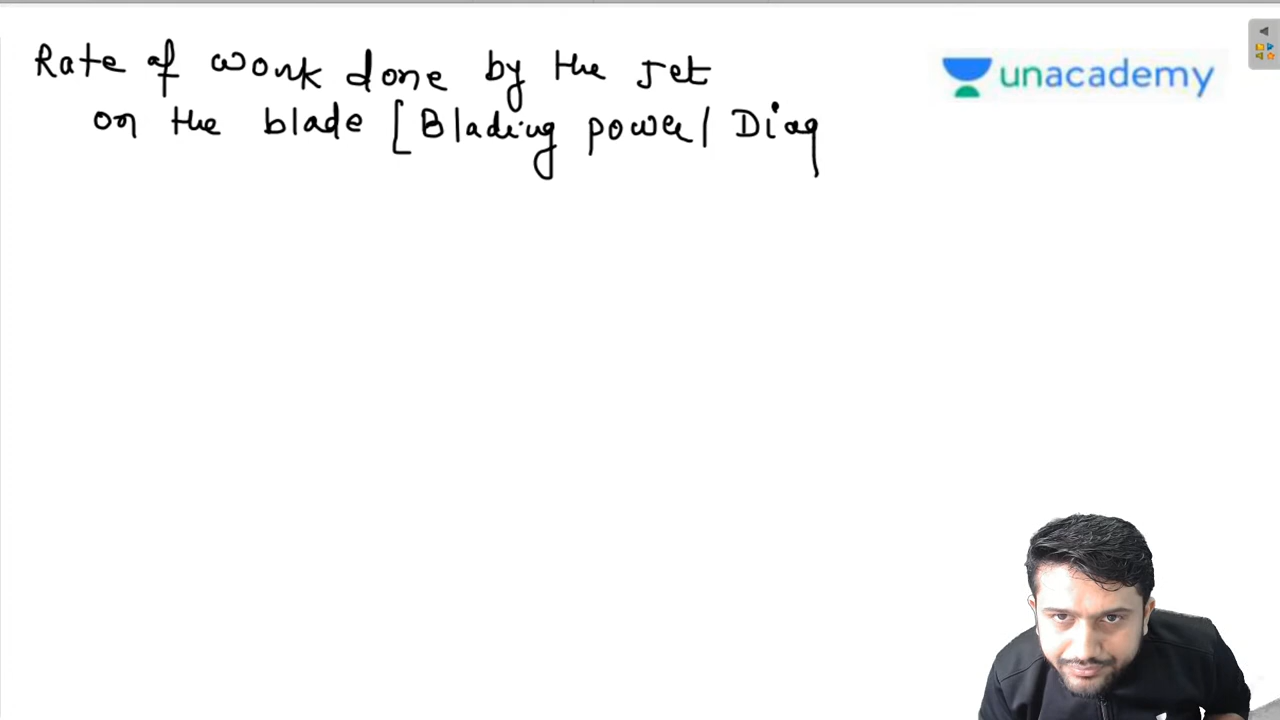 Rate of work done by the Jet
on the blade [Blading power/ Diag
unacademy